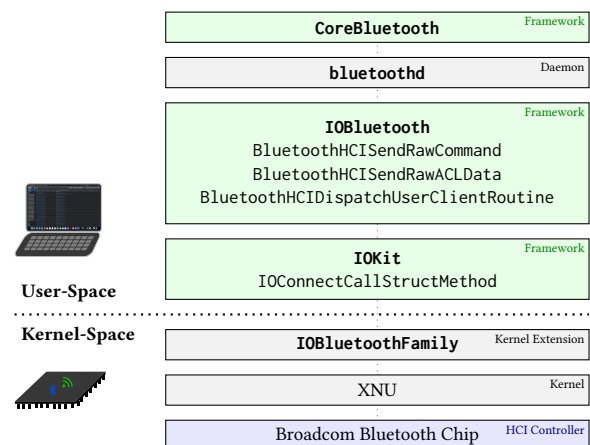 CoreBluetooth Framework
bluetoothd Daemon
IOBluetooth Framework
BluetoothHCISendRawCommand
BluetoothHCISendRawACLData
BluetoothHCIDispatchUserClientRoutine
IOKit Framework
IOConnectCallStructMethod
User-Space
Kernel-Space
IOBluetoothFamily Kernel Extension
XNU Kernel
Broadcom Bluetooth Chip HCI Controller